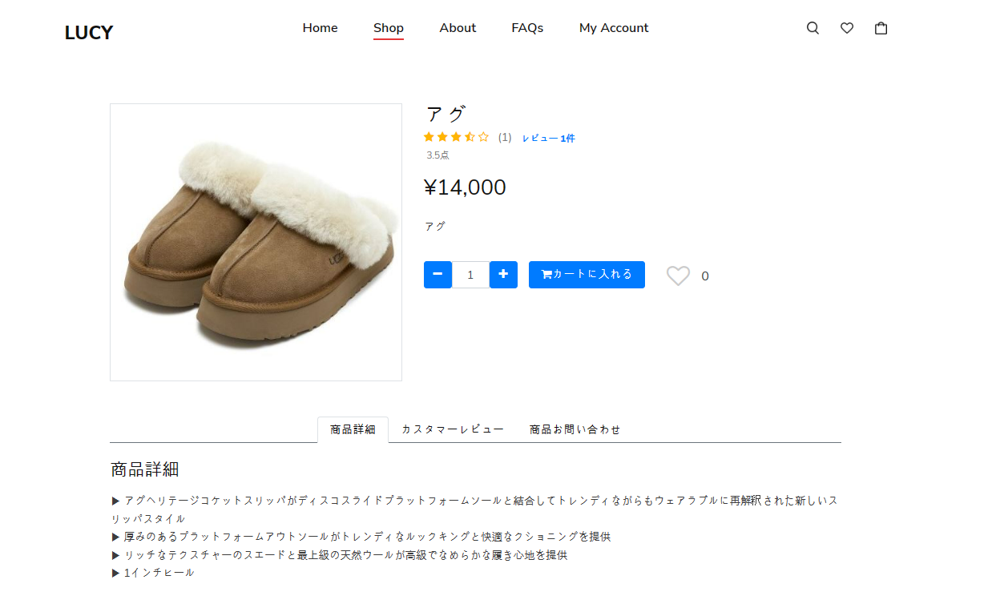 LUCY
Home Shop About FAQs My Account
アグ
(1) レビュー 1件
3.5点
¥14,000
アグ
1 カートに入れる 0
商品詳細 カスタマーレビュー 商品お問い合わせ
商品詳細
▶ アグヘリテージコケットスリッパがディスコスライドプラットフォームソールと結合してトレンディながらもウェアラブルに再解釈された新しいス
リッパスタイル
▶ 厚みのあるプラットフォームアウトソールがトレンディなルックキングと快適なクショニングを提供
▶ リッチなテクスチャーのスエードと最上級の天然ウールが高級でなめらかな履き心地を提供
▶ 1インチヒール